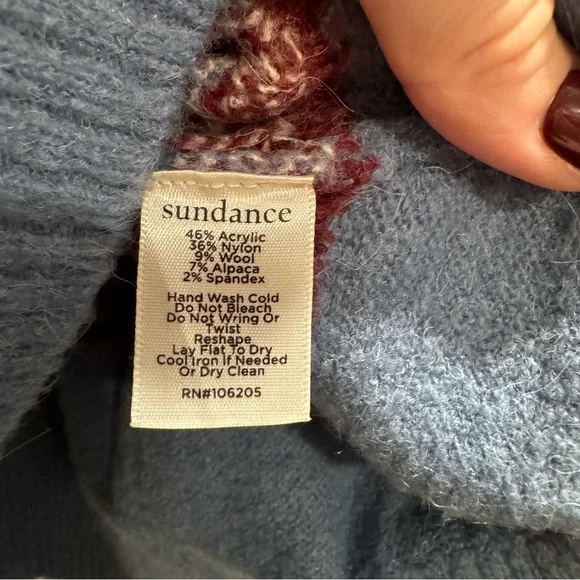 sundance
46% Acrylic
36% Nylon
9% Wool
7% Alpaca
2% Spandex
Hand Wash Cold
Do Not Bleach
Do Not Wring Or
Twist
Reshape
Lay Flat To Dry
Cool Iron If Needed
Or Dry Clean
RN#106205